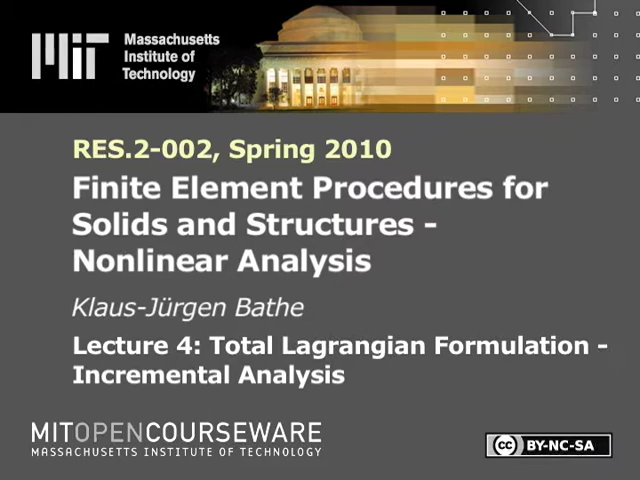 Massachusetts
Institute of
Technology
RES.2-002, Spring 2010
Finite Element Procedures for
Solids and Structures -
Nonlinear Analysis
Klaus-Jürgen Bathe
Lecture 4: Total Lagrangian Formulation -
Incremental Analysis
MITOPENCOURSEWARE
MASSACHUSETTS INSTITUTE OF TECHNOLOGY
cc BY-NC-SA